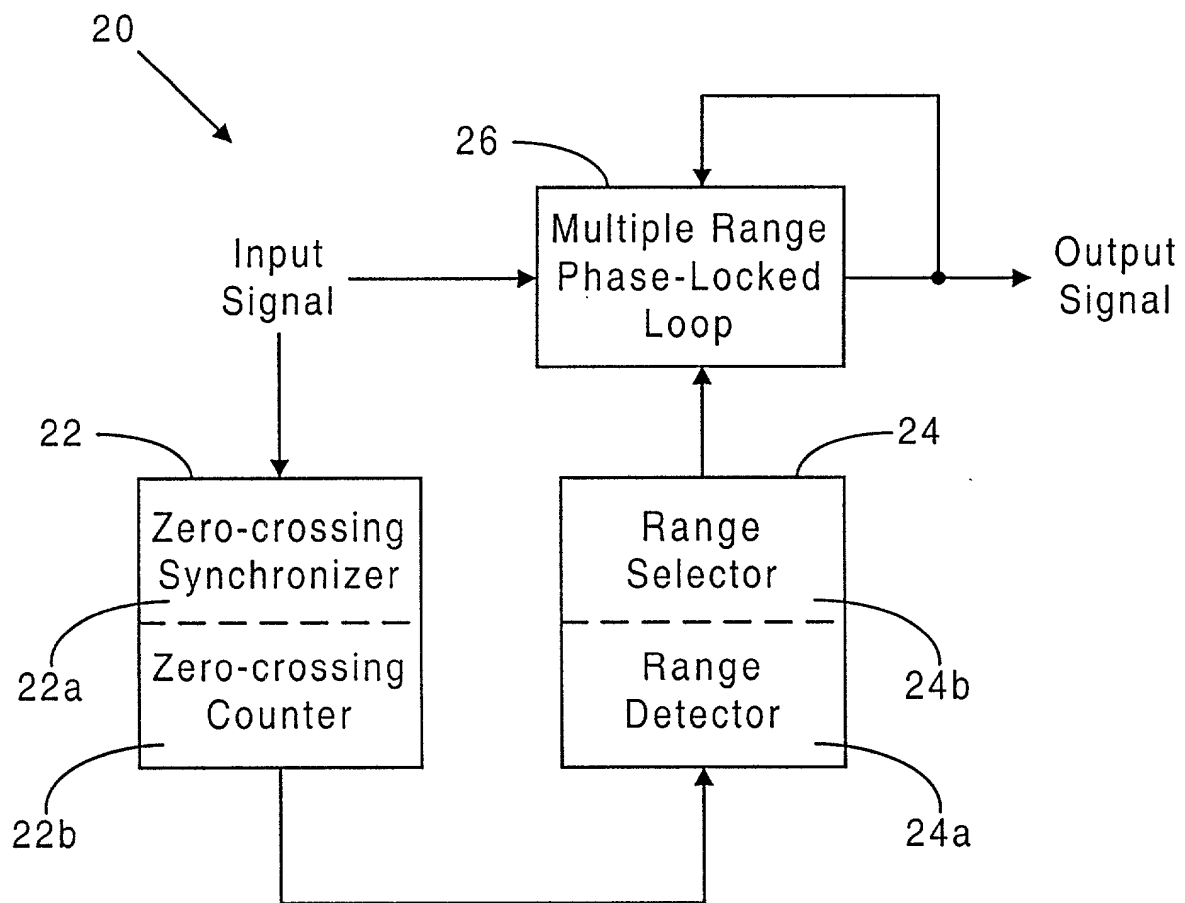 20
26
Multiple Range
Phase-Locked
Loop
Input
Signal
Output
Signal
22
24
Zero-crossing
Synchronizer
Range
Selector
22a
Zero-crossing
Counter
Range
Detector
24b
22b
24a